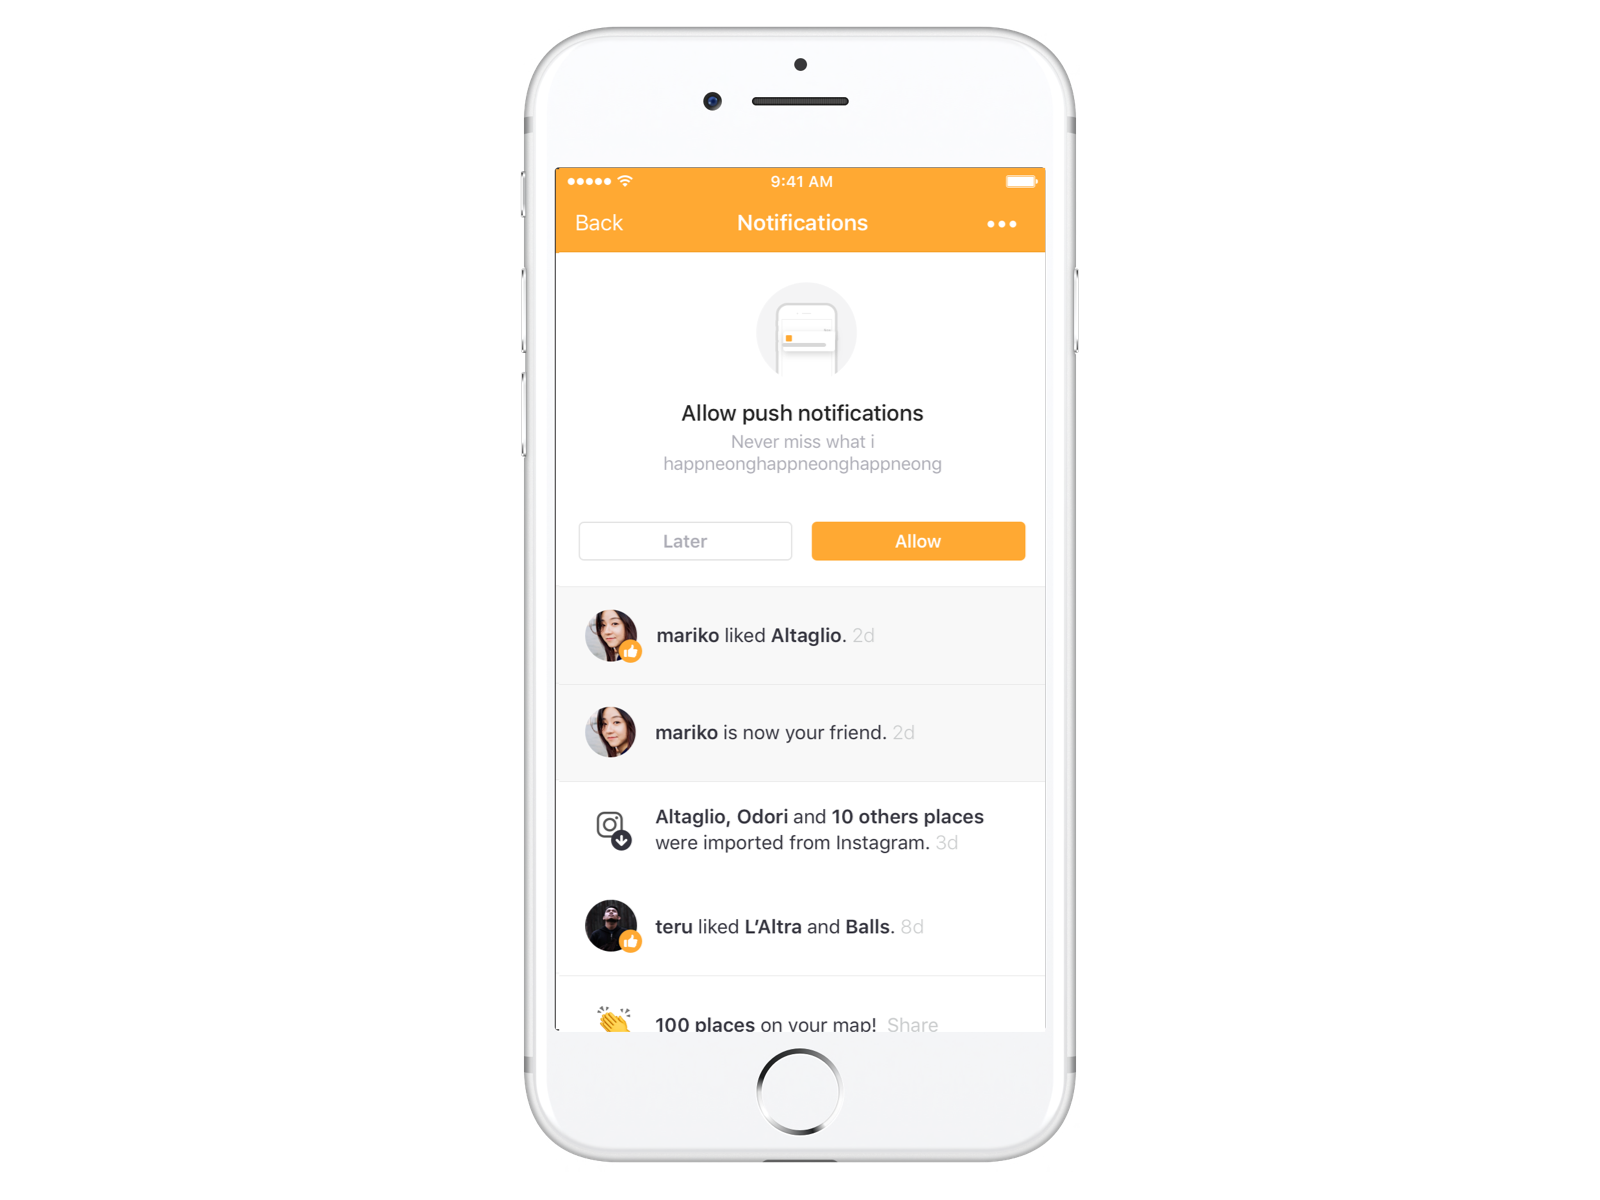 9:41 AM
Back
Notifications
Allow push notifications
Never miss what i
happneonghappneonghappneong
Later
Allow
mariko liked Altaglio. 2d
mariko is now your friend. 2d
Altaglio, Odori and 10 others places
were imported from Instagram. 3d
teru liked L’Altra and Balls. 8d
100 places on your map! Share